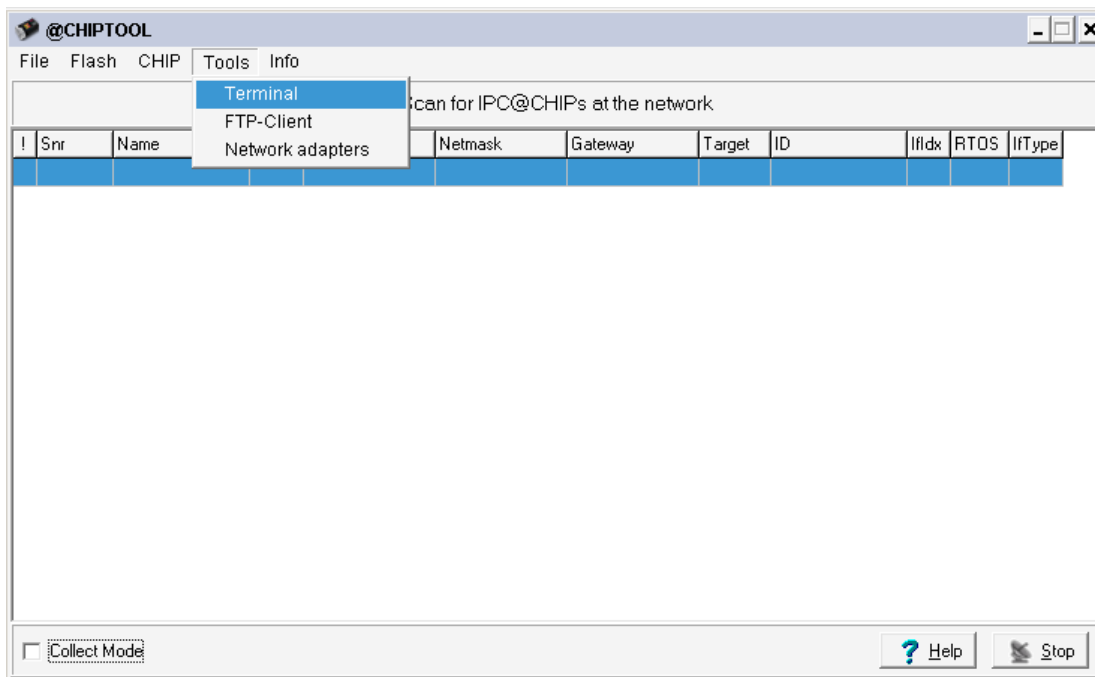 @CHIPTOOL
File Flash CHIP Tools Info
Terminal
FTP-Client
Network adapters
can for IPC@CHIPs at the network
! Snr Name Netmask Gateway Target ID IfIdx RTOS IfType
Collect Mode
? Help
Stop